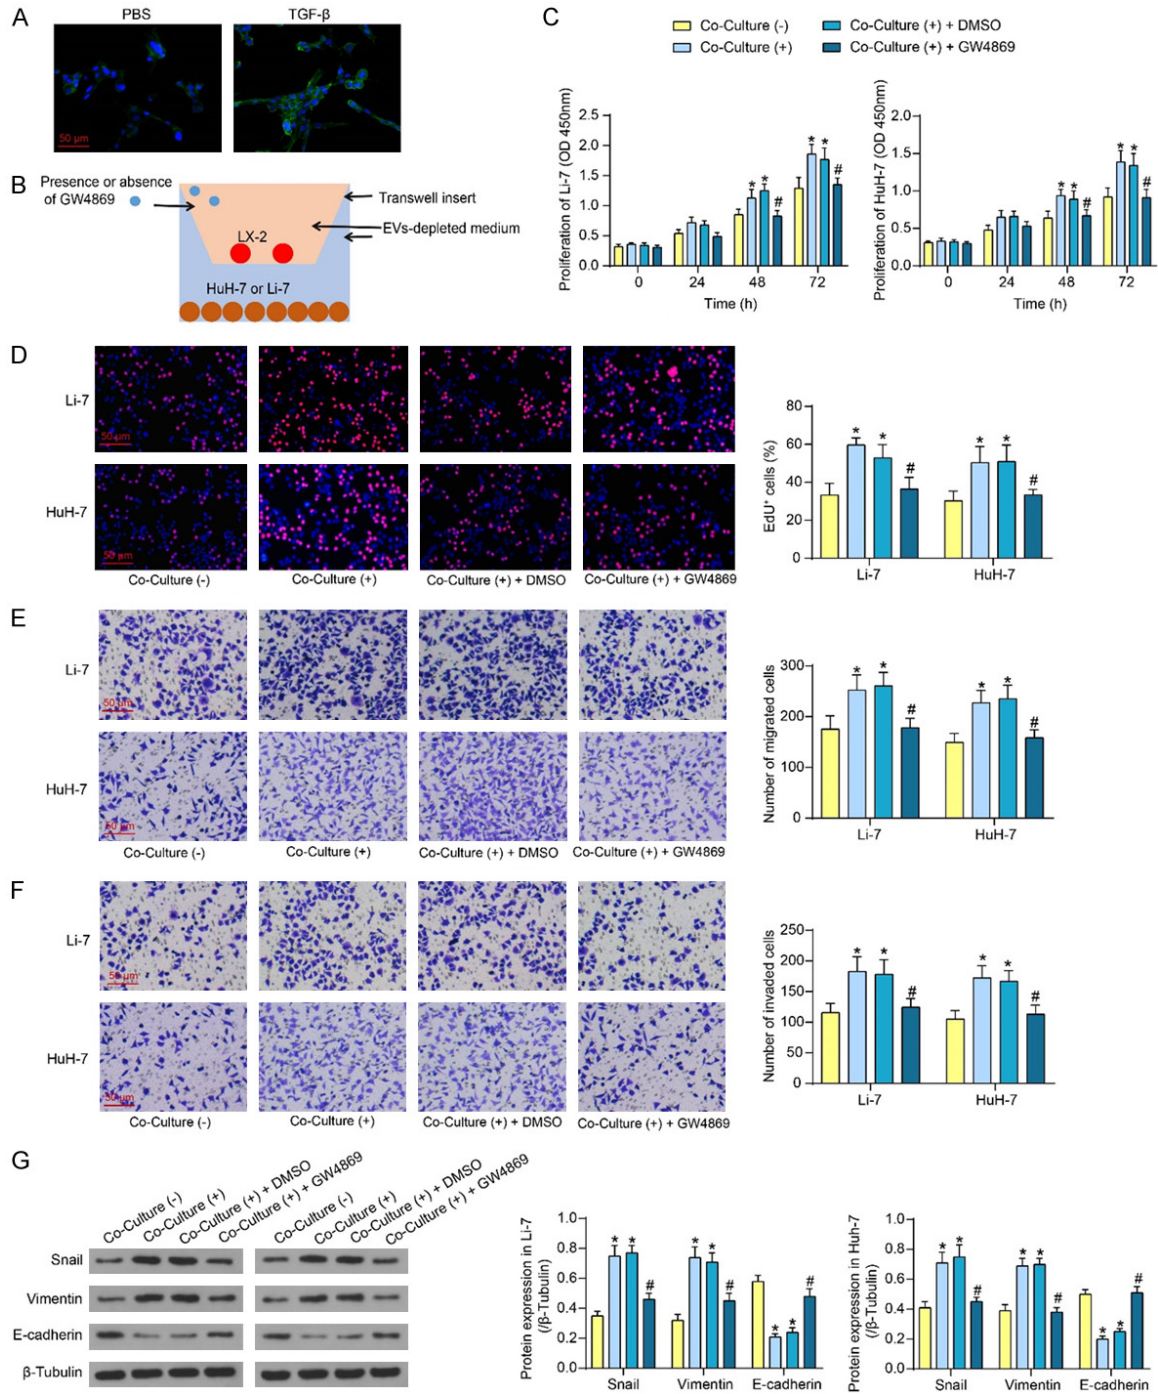 A
PBS
TGF-β
50 μm
B
Presence or absence
of GW4869
Transwell insert
EVs-depleted medium
LX-2
HuH-7 or Li-7
C
Co-Culture (-)
Co-Culture (+)
Co-Culture (+) + DMSO
Co-Culture (+) + GW4869
Proliferation of Li-7 (OD 450nm)
2.5
2.0
1.5
1.0
0.5
0.0
* * #
* * #
0 24 48 72
Time (h)
Proliferation of HuH-7 (OD 450nm)
2.0
1.5
1.0
0.5
0.0
* * #
* * #
0 24 48 72
Time (h)
D
Li-7
50 μm
HuH-7
50 μm
Co-Culture (-)
Co-Culture (+)
Co-Culture (+) + DMSO
Co-Culture (+) + GW4869
EdU⁺ cells (%)
80
60
40
20
0
* * #
* * #
Li-7 HuH-7
E
Li-7
50 μm
HuH-7
50 μm
Co-Culture (-)
Co-Culture (+)
Co-Culture (+) + DMSO
Co-Culture (+) + GW4869
Number of migrated cells
300
200
100
0
* * #
* * #
Li-7 HuH-7
F
Li-7
50 μm
HuH-7
50 μm
Co-Culture (-)
Co-Culture (+)
Co-Culture (+) + DMSO
Co-Culture (+) + GW4869
Number of invaded cells
250
200
150
100
50
0
* * #
* * #
Li-7 HuH-7
G
Co-Culture (-)
Co-Culture (+)
Co-Culture (+) + DMSO
Co-Culture (+) + GW4869
Co-Culture (-)
Co-Culture (+)
Co-Culture (+) + DMSO
Co-Culture (+) + GW4869
Snail
Vimentin
E-cadherin
β-Tubulin
Protein expression in Li-7
(/β-Tubulin)
1.0
0.8
0.6
0.4
0.2
0.0
* * #
* * #
* * #
Snail Vimentin E-cadherin
Protein expression in Huh-7
(/β-Tubulin)
1.0
0.8
0.6
0.4
0.2
0.0
* * #
* * #
* * #
Snail Vimentin E-cadherin